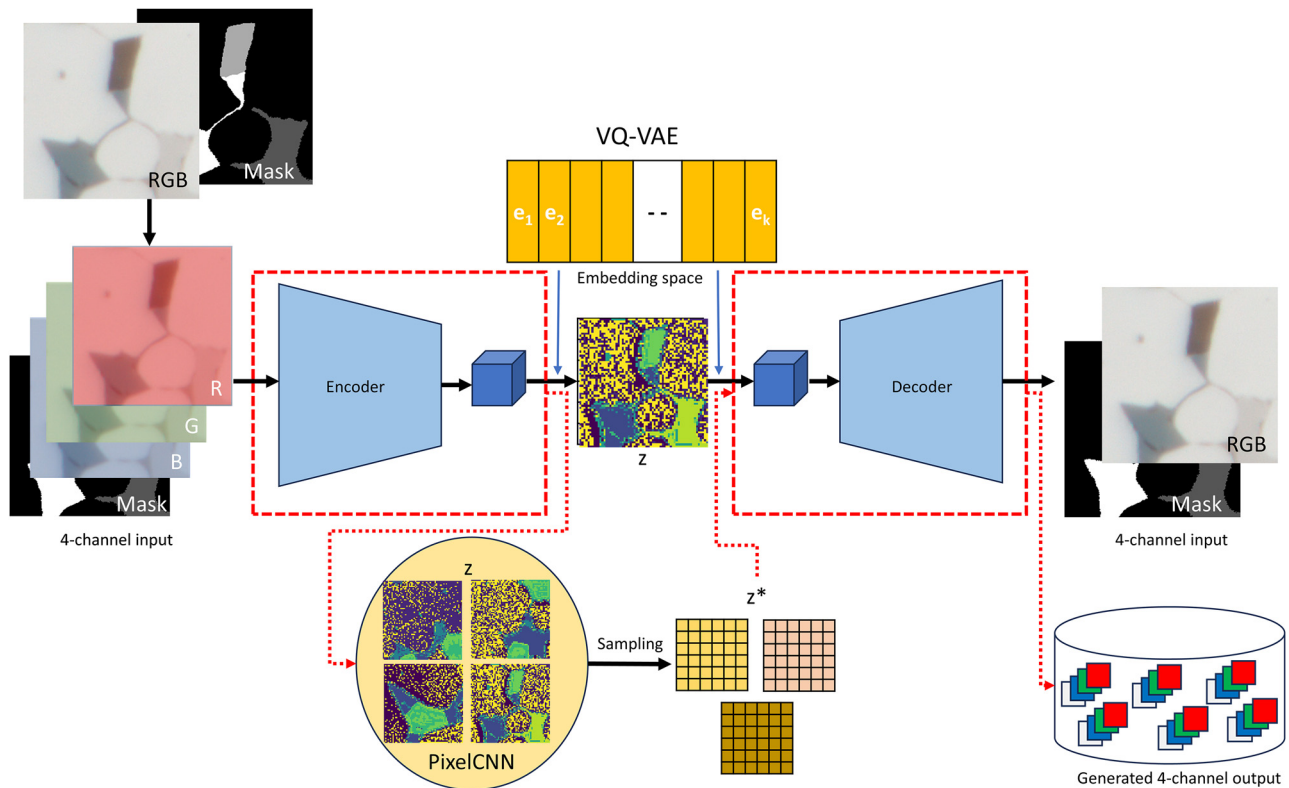 RGB
Mask
VQ-VAE
e1 e2 - - ek
Embedding space
R
G
B
Mask
4-channel input
Encoder
z
Decoder
RGB
Mask
4-channel input
z
PixelCNN
Sampling
z*
Generated 4-channel output